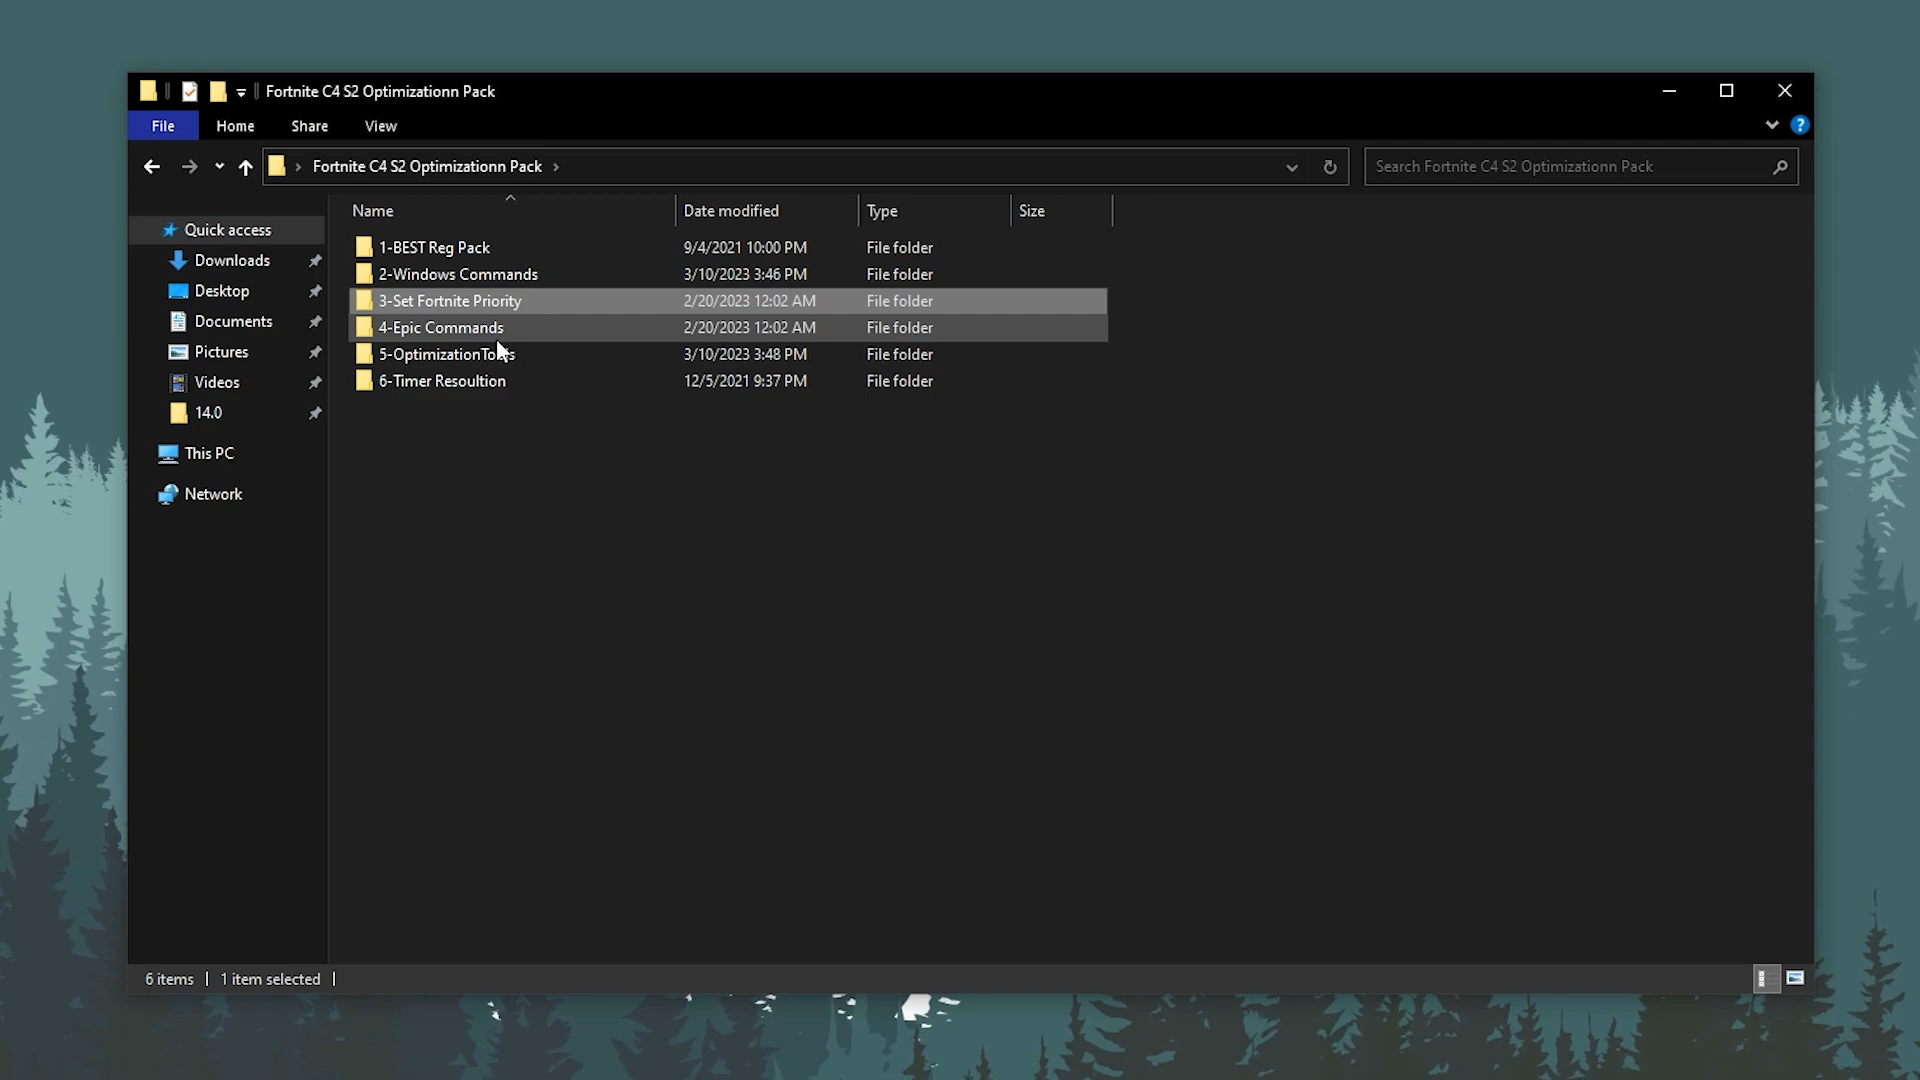 Fortnite C4 S2 Optimizationn Pack
File Home Share View
Fortnite C4 S2 Optimizationn Pack
Search Fortnite C4 S2 Optimizationn Pack
Name Date modified Type Size
Quick access
Downloads
Desktop
Documents
Pictures
Videos
14.0
This PC
Network
1-BEST Reg Pack 9/4/2021 10:00 PM File folder
2-Windows Commands 3/10/2023 3:46 PM File folder
3-Set Fortnite Priority 2/20/2023 12:02 AM File folder
4-Epic Commands 2/20/2023 12:02 AM File folder
5-OptimizationTools 3/10/2023 3:48 PM File folder
6-Timer Resoultion 12/5/2021 9:37 PM File folder
6 items 1 item selected